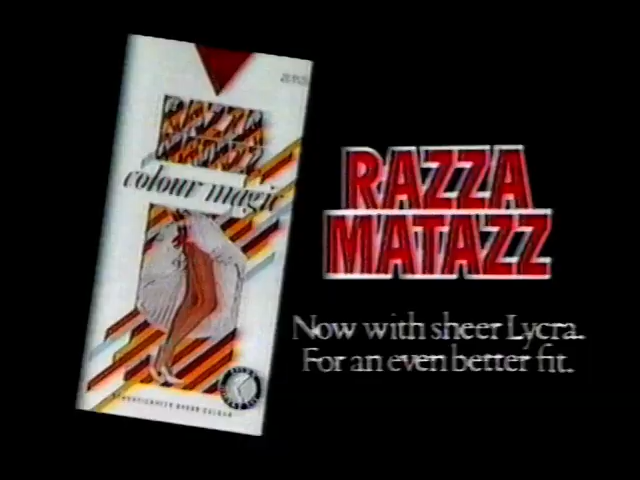 RAZZA
MATAZZ
colour magic
RAZZA
MATAZZ
Now with sheer Lycra.
For an even better fit.